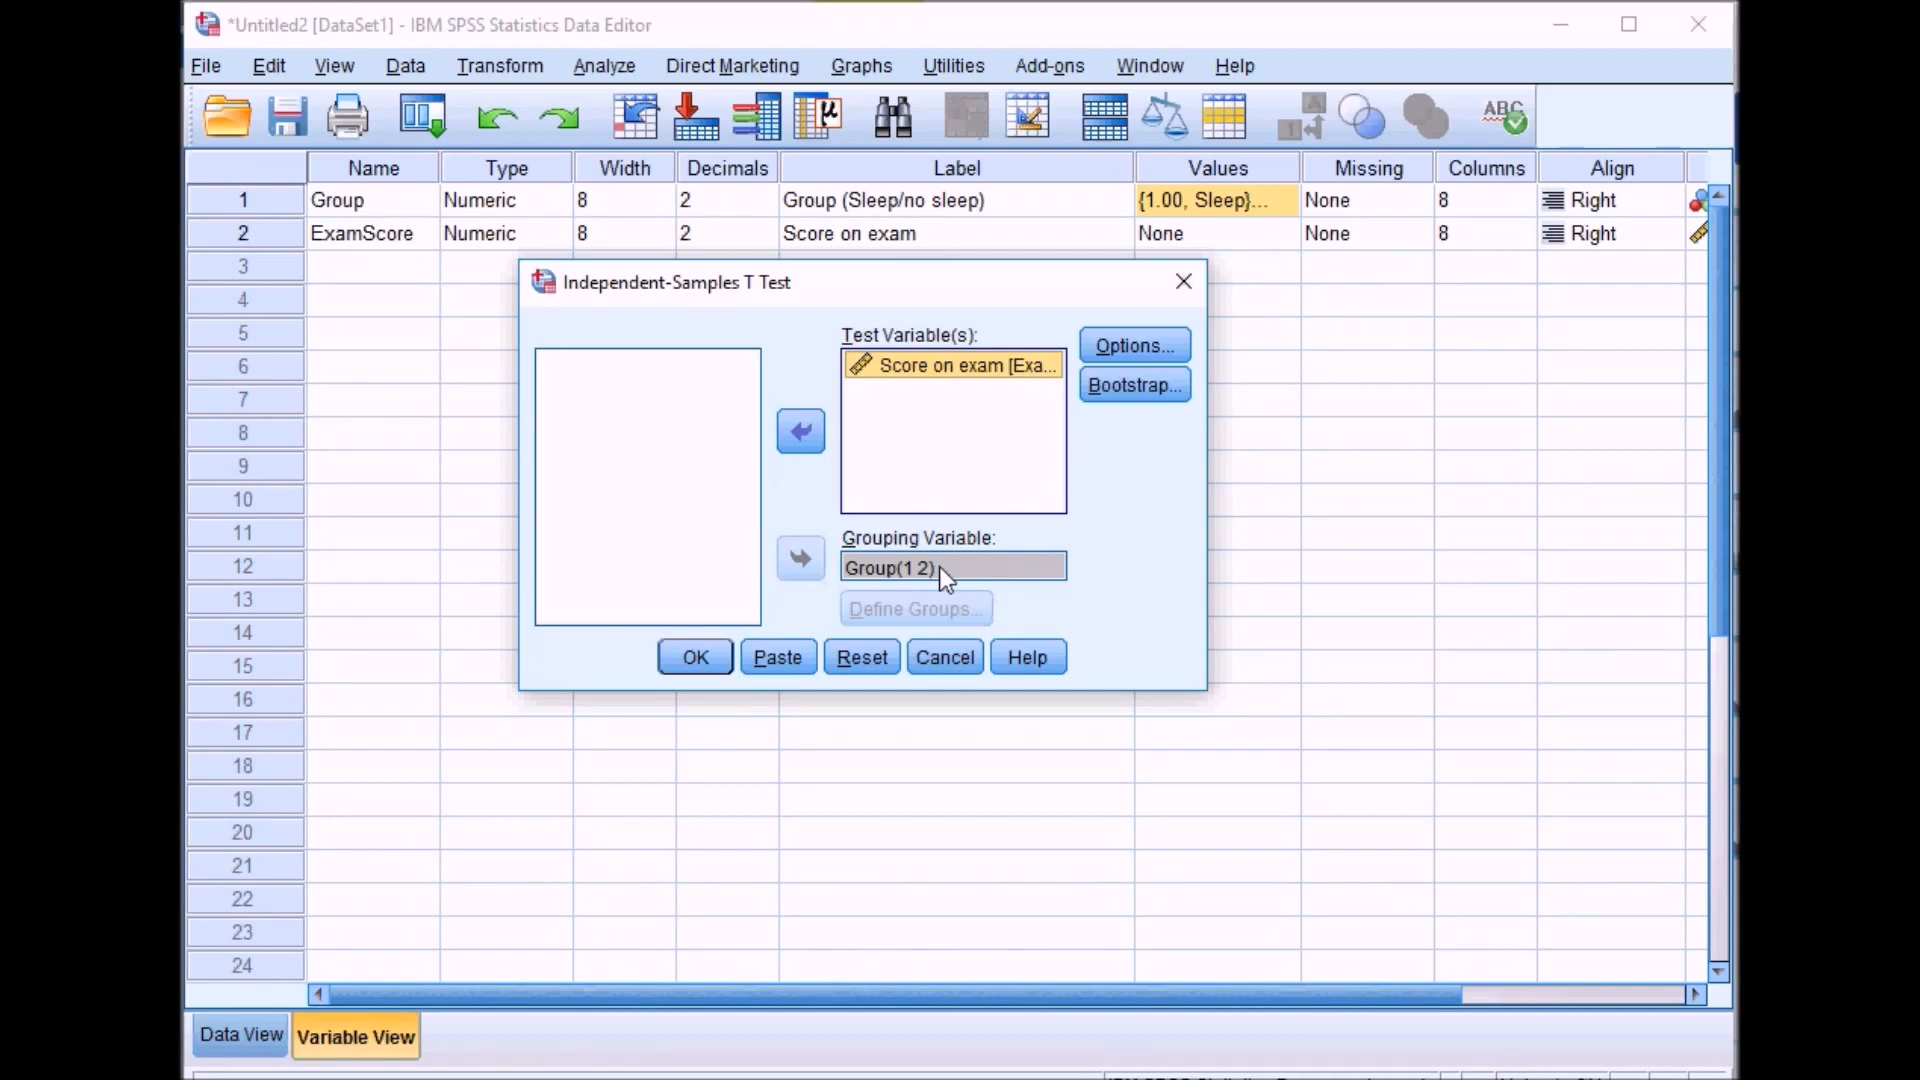 *Untitled2 [DataSet1] - IBM SPSS Statistics Data Editor
File Edit View Data Transform Analyze Direct Marketing Graphs Utilities Add-ons Window Help
Name Type Width Decimals Label Values Missing Columns Align
1 Group Numeric 8 2 Group (Sleep/no sleep) {1.00, Sleep}... None 8 Right
2 ExamScore Numeric 8 2 Score on exam None None 8 Right
3
4
5
6
7
8
9
10
11
12
13
14
15
16
17
18
19
20
21
22
23
24
Independent-Samples T Test
Test Variable(s):
Score on exam [Exa...
Options...
Bootstrap...
Grouping Variable:
Group(1 2)
Define Groups...
OK Paste Reset Cancel Help
Data View Variable View